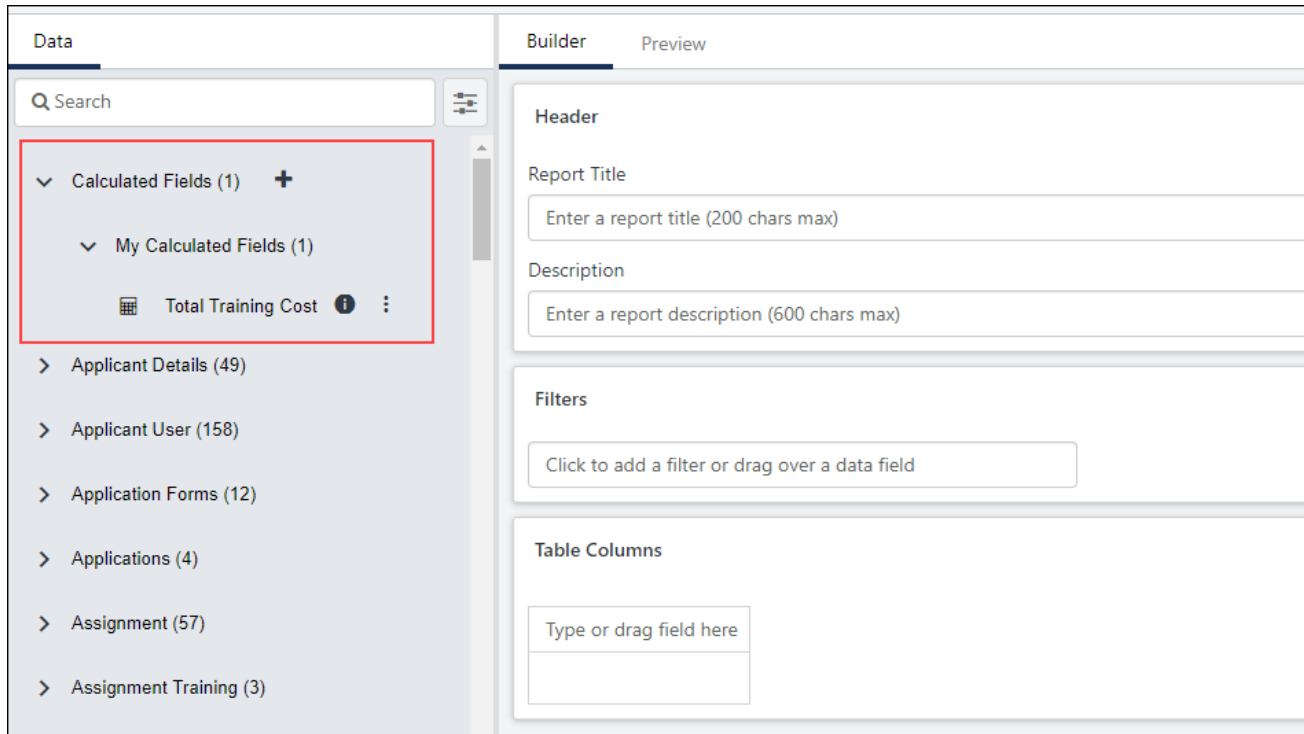 Data
Search
Calculated Fields (1)
My Calculated Fields (1)
Total Training Cost
Applicant Details (49)
Applicant User (158)
Application Forms (12)
Applications (4)
Assignment (57)
Assignment Training (3)
Builder
Preview
Header
Report Title
Enter a report title (200 chars max)
Description
Enter a report description (600 chars max)
Filters
Click to add a filter or drag over a data field
Table Columns
Type or drag field here